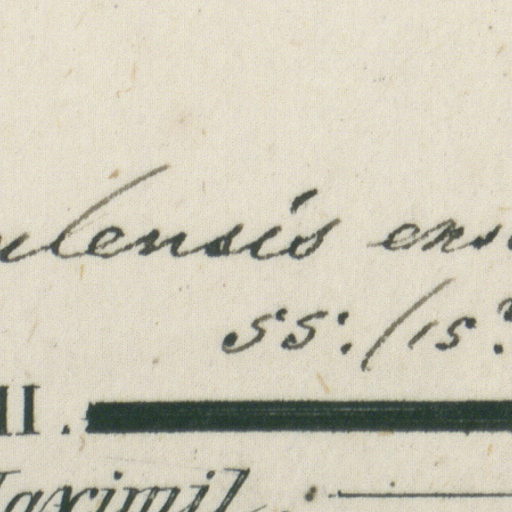 ulensis ens
ss: (15.
II.
Maximil.